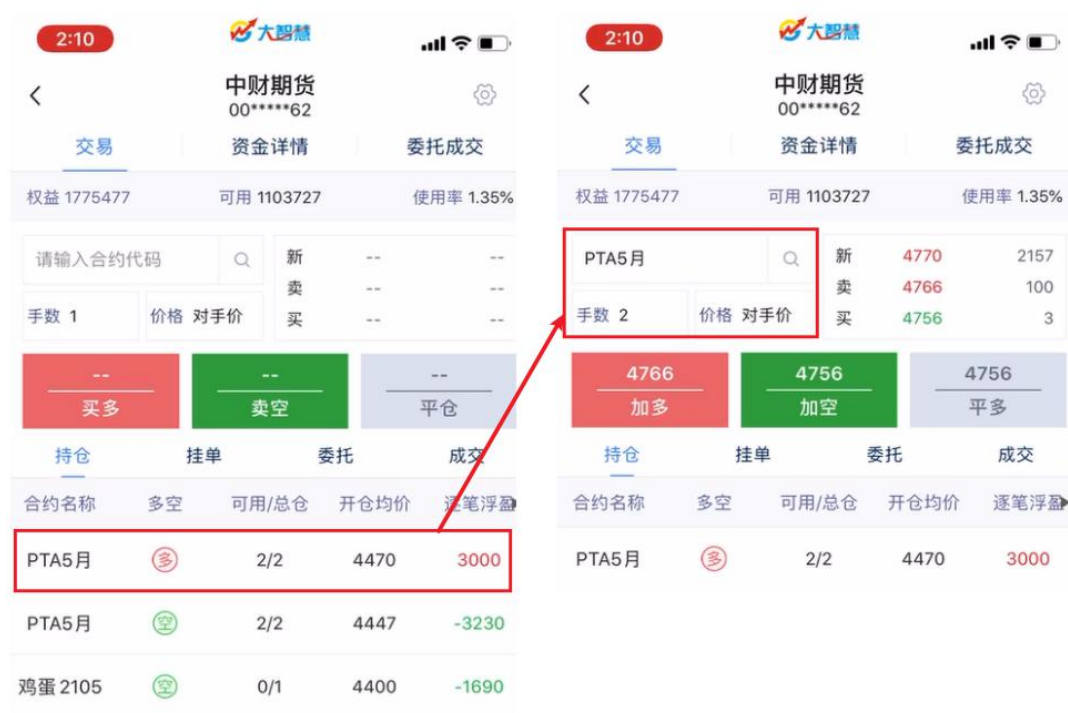 2:10
大智慧
中财期货
00*****62
交易 资金详情 委托成交
权益 1775477 可用 1103727 使用率 1.35%
请输入合约代码
新 -- --
卖 -- --
手数 1 价格 对手价
买 -- --
-- -- --
买多 卖空 平仓
持仓 挂单 委托 成交
合约名称 多空 可用/总仓 开仓均价 逐笔浮盈
PTA5月 多 2/2 4470 3000
PTA5月 空 2/2 4447 -3230
鸡蛋2105 空 0/1 4400 -1690
2:10
大智慧
中财期货
00*****62
交易 资金详情 委托成交
权益 1775477 可用 1103727 使用率 1.35%
PTA5月
新 4770 2157
卖 4766 100
手数 2 价格 对手价
买 4756 3
4766 4756 4756
加多 加空 平多
持仓 挂单 委托 成交
合约名称 多空 可用/总仓 开仓均价 逐笔浮盈
PTA5月 多 2/2 4470 3000